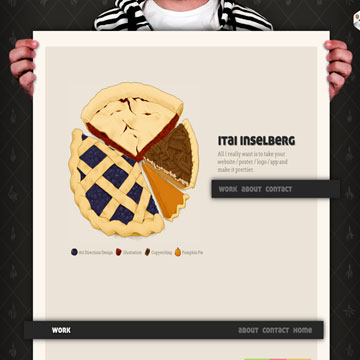 Itai Inselberg
All I really want is to take your
website / poster / logo / app and
make it prettier.
WORK ABOUT CONTACT
Art Direction/Design Illustration Copywriting Pumpkin Pie
WORK
ABOUT CONTACT HOME